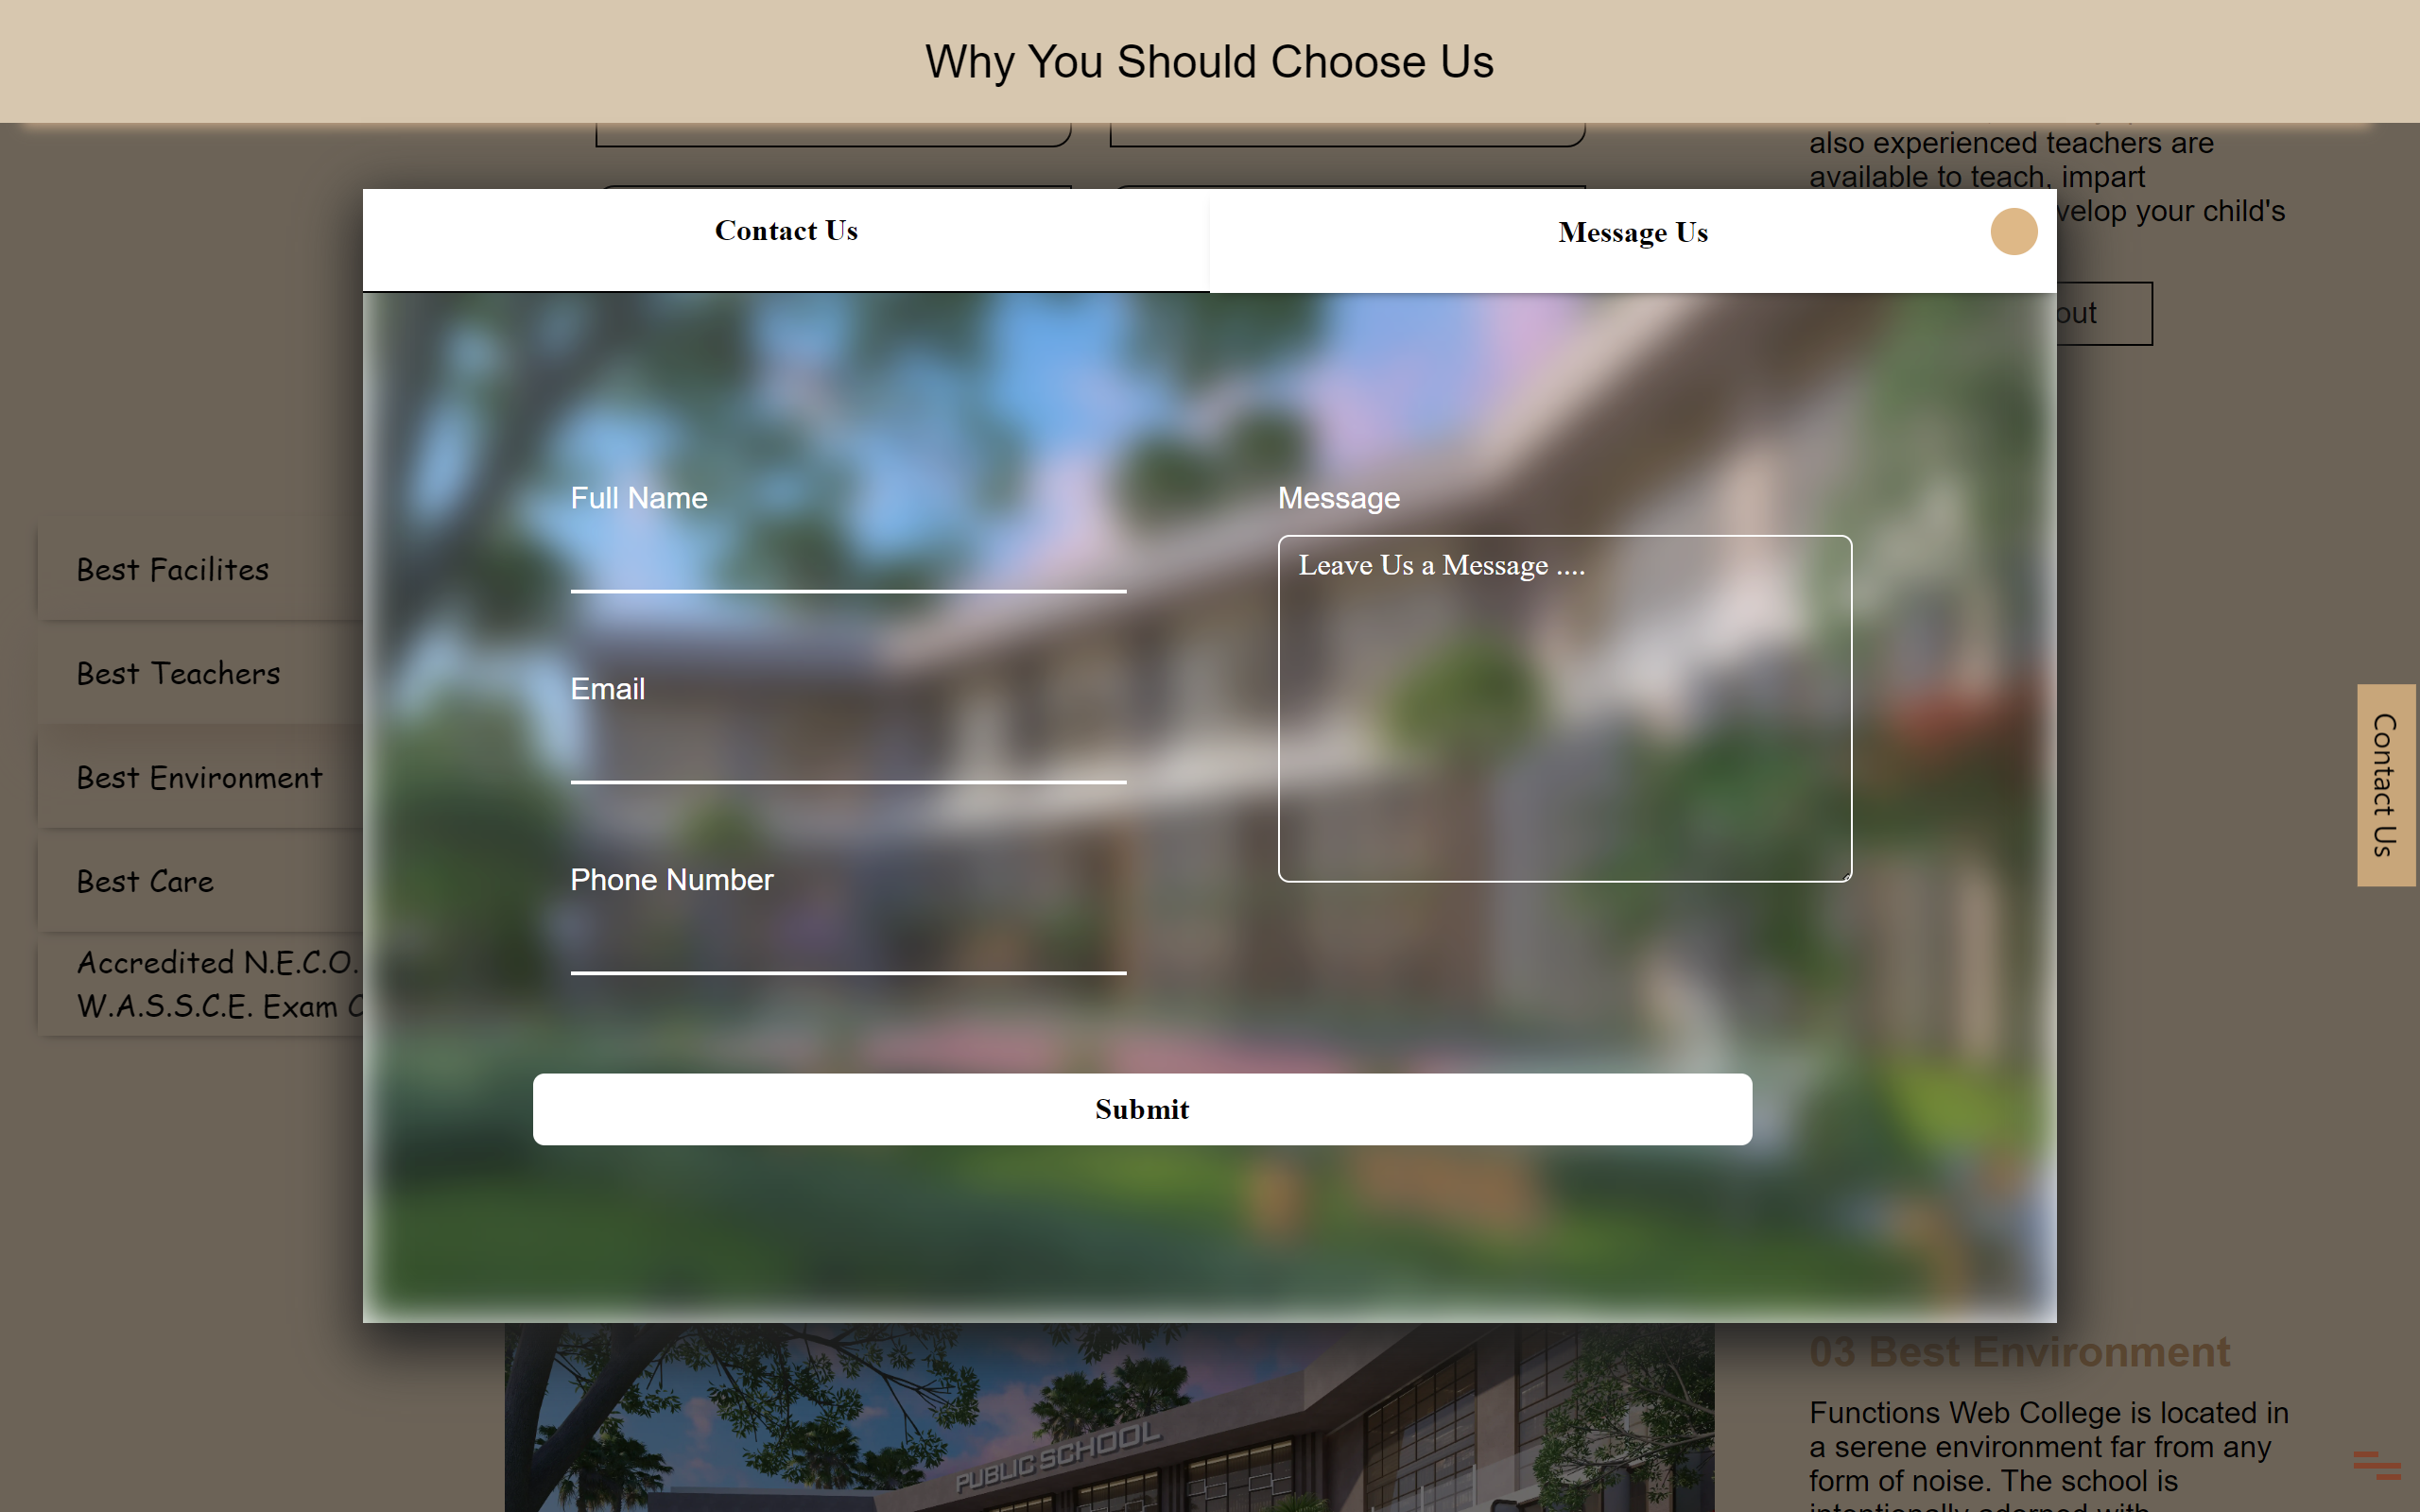 Why You Should Choose Us
also experienced teachers are
available to teach, impart
velop your child's
out
Contact Us
Message Us
Full Name
Message
Leave Us a Message ....
Email
Phone Number
Submit
Best Facilites
Best Teachers
Best Environment
Best Care
Accredited N.E.C.O.
W.A.S.S.C.E. Exam
Contact Us
PUBLIC SCHOOL
03 Best Environment
Functions Web College is located in
a serene environment far from any
form of noise. The school is
intentionally adorned with